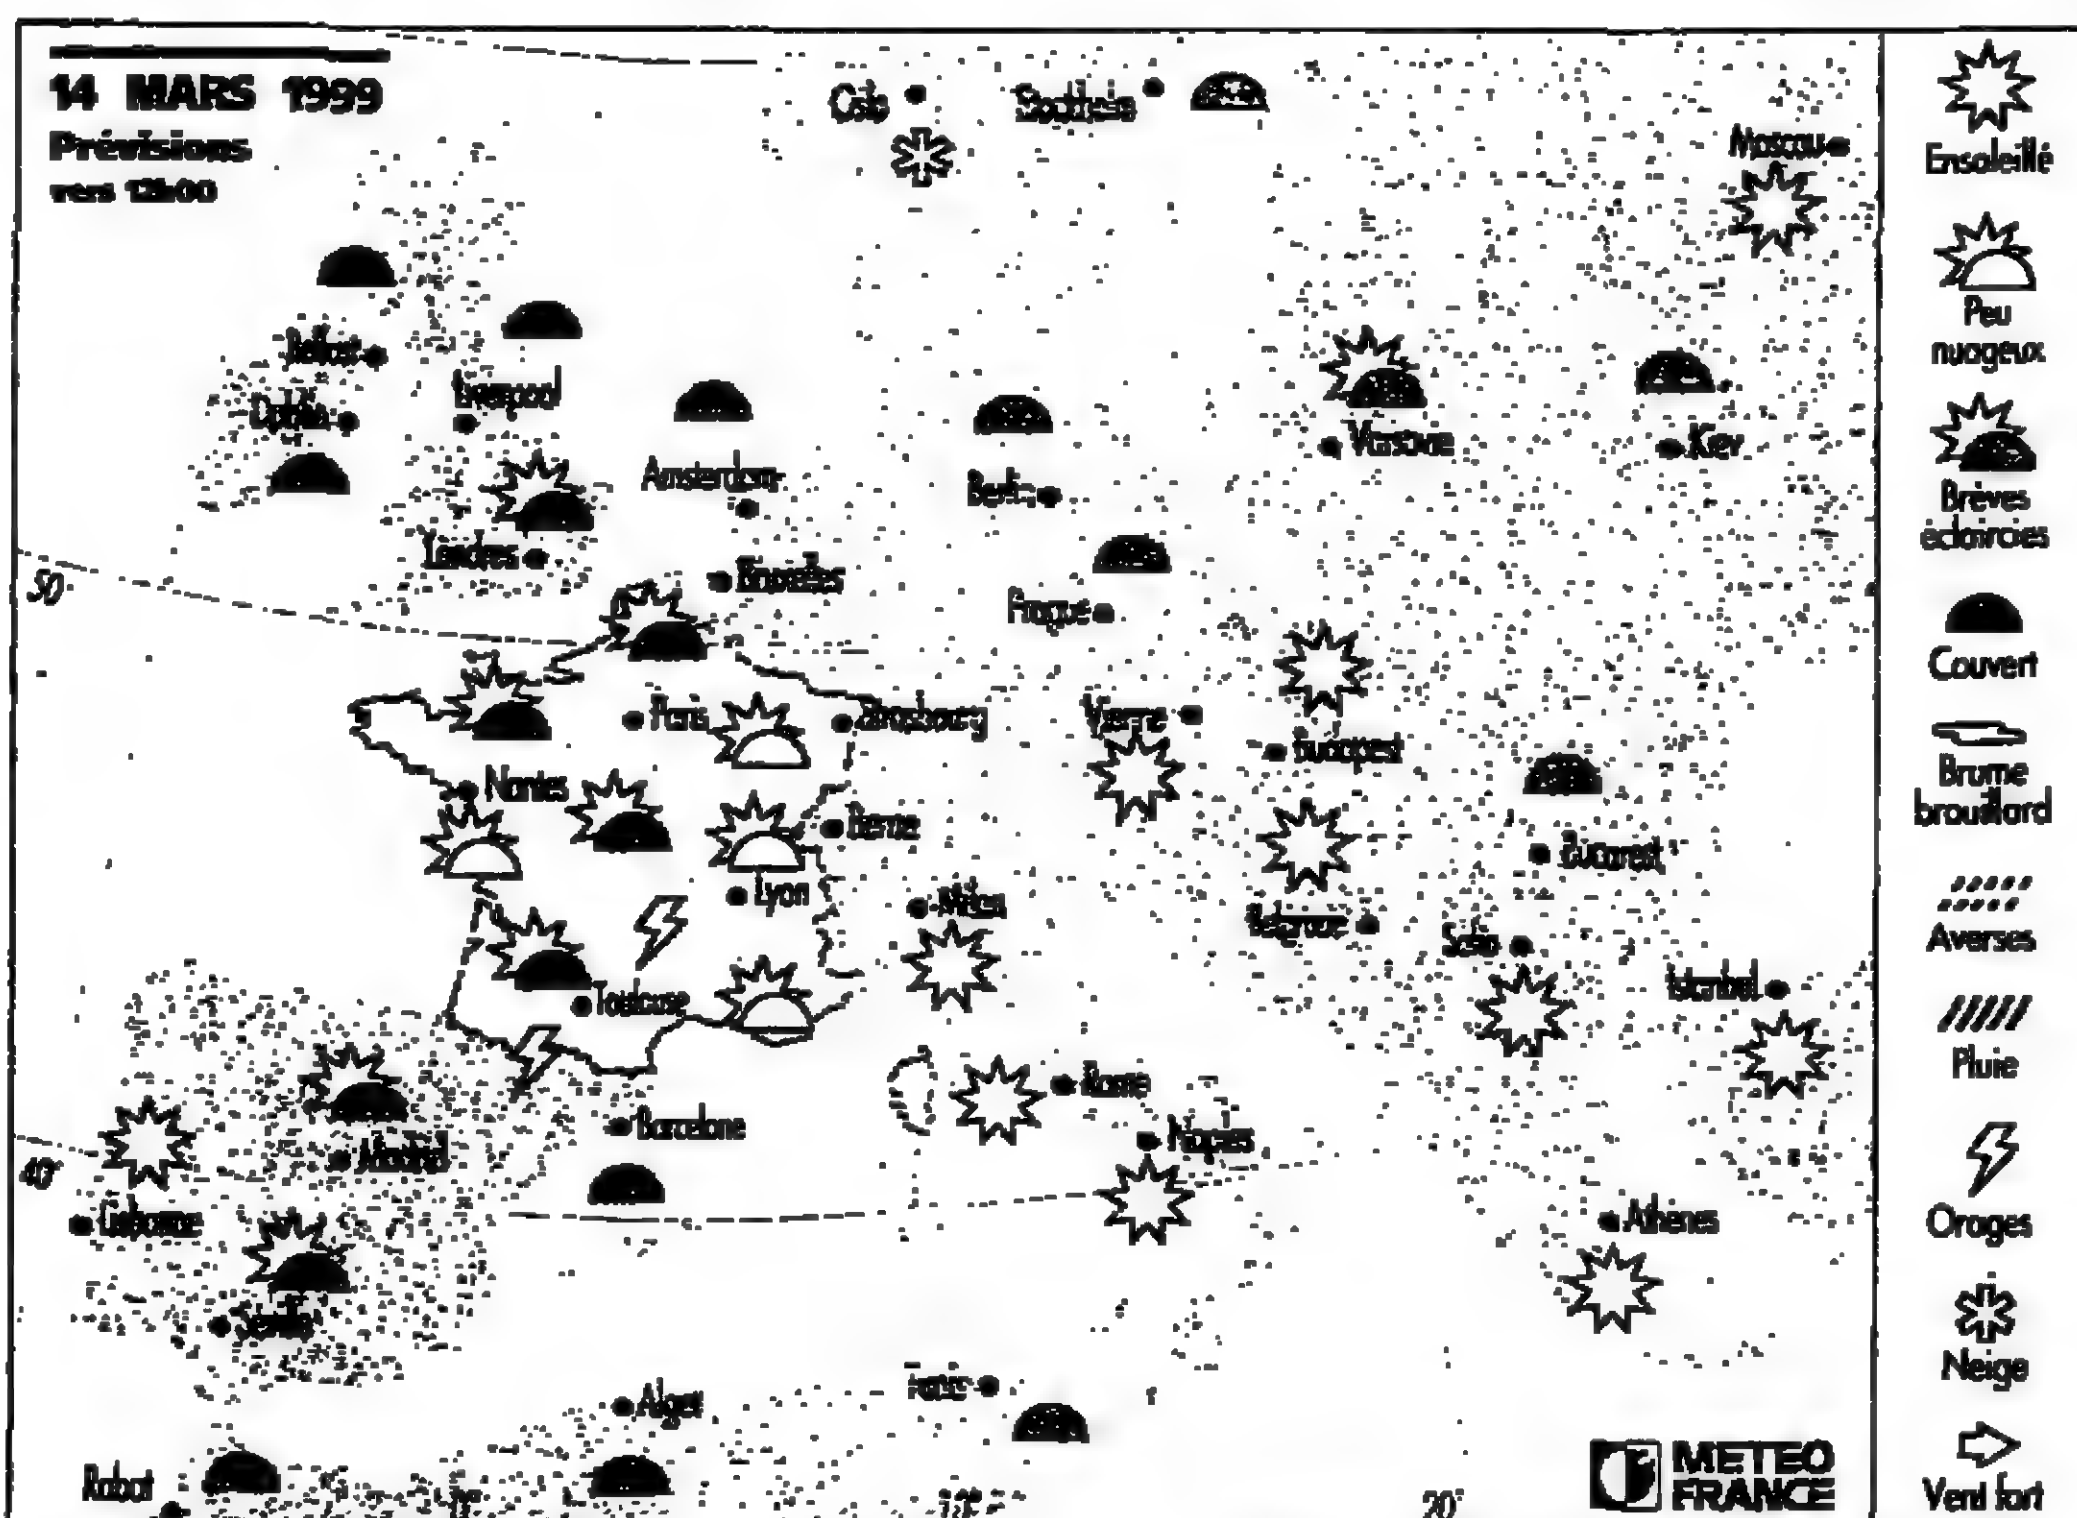 14 MARS 1999
Prévisions
vers 12h00
Oslo
Stockholm
Moscou
Belfast
Liverpool
Dublin
Amsterdam
Berlin
Varsovie
Kiev
Londres
Bruxelles
Prague
50
Paris
Strasbourg
Vienne
Budapest
Nantes
Berne
Bucarest
Lyon
Milan
Belgrade
Sofia
Istanbul
Toulouse
Rome
Barcelone
Naples
Madrid
40
Lisbonne
Athenes
Séville
Alger
Tunis
Rabat
20
METEO
FRANCE
Ensoleillé
Peu
nuageux
Brèves
éclaircies
Couvert
Brume
brouillard
Averses
Pluie
Orages
Neige
Vent fort